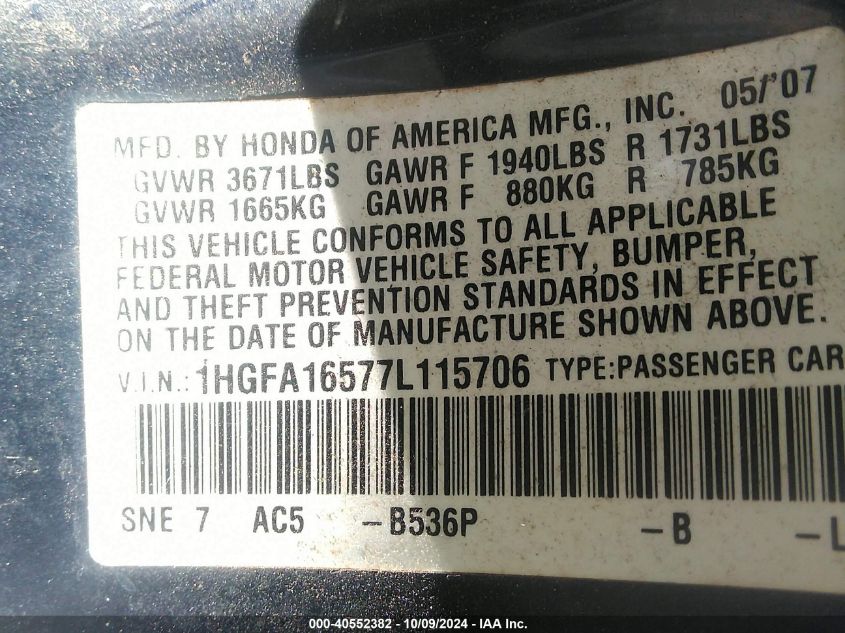 MFD. BY HONDA OF AMERICA MFG., INC. 05/'07
GVWR 3671LBS GAWR F 1940LBS R 1731LBS
GVWR 1665KG GAWR F 880KG R 785KG
THIS VEHICLE CONFORMS TO ALL APPLICABLE
FEDERAL MOTOR VEHICLE SAFETY, BUMPER,
AND THEFT PREVENTION STANDARDS IN EFFECT
ON THE DATE OF MANUFACTURE SHOWN ABOVE.
V.I.N.: 1HGFA16577L115706 TYPE:PASSENGER CAR
SNE 7 AC5 -B536P -B -L
000-40552382 - 10/09/2024 - IAA Inc.